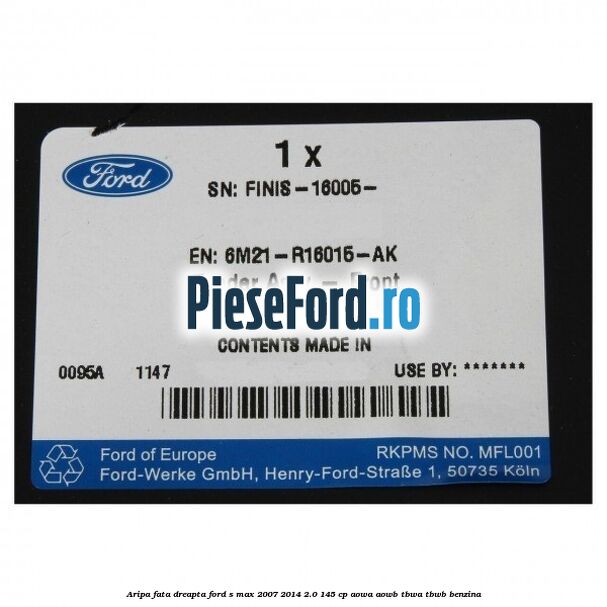 Ford
1 x
SN: FINIS-16005-
EN: 6M21-R16015-AK
Front
PieseFord.ro
CONTENTS MADE IN
0095A 1147 USE BY: *******
Ford of Europe RKPMS NO. MFL001
Ford-Werke GmbH, Henry-Ford-Straße 1, 50735 Köln
Aripa fata dreapta ford s max 2007 2014 2.0 145 cp aowa aowb tbwa tbwb benzina